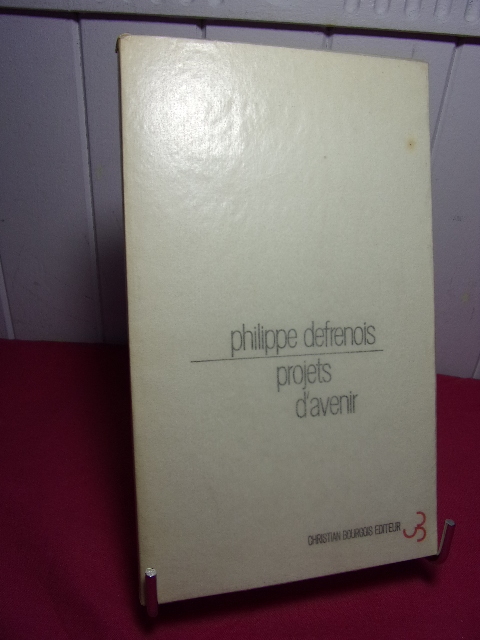 philippe defrenois
projets
d'avenir
CHRISTIAN BOURGOIS EDITEUR